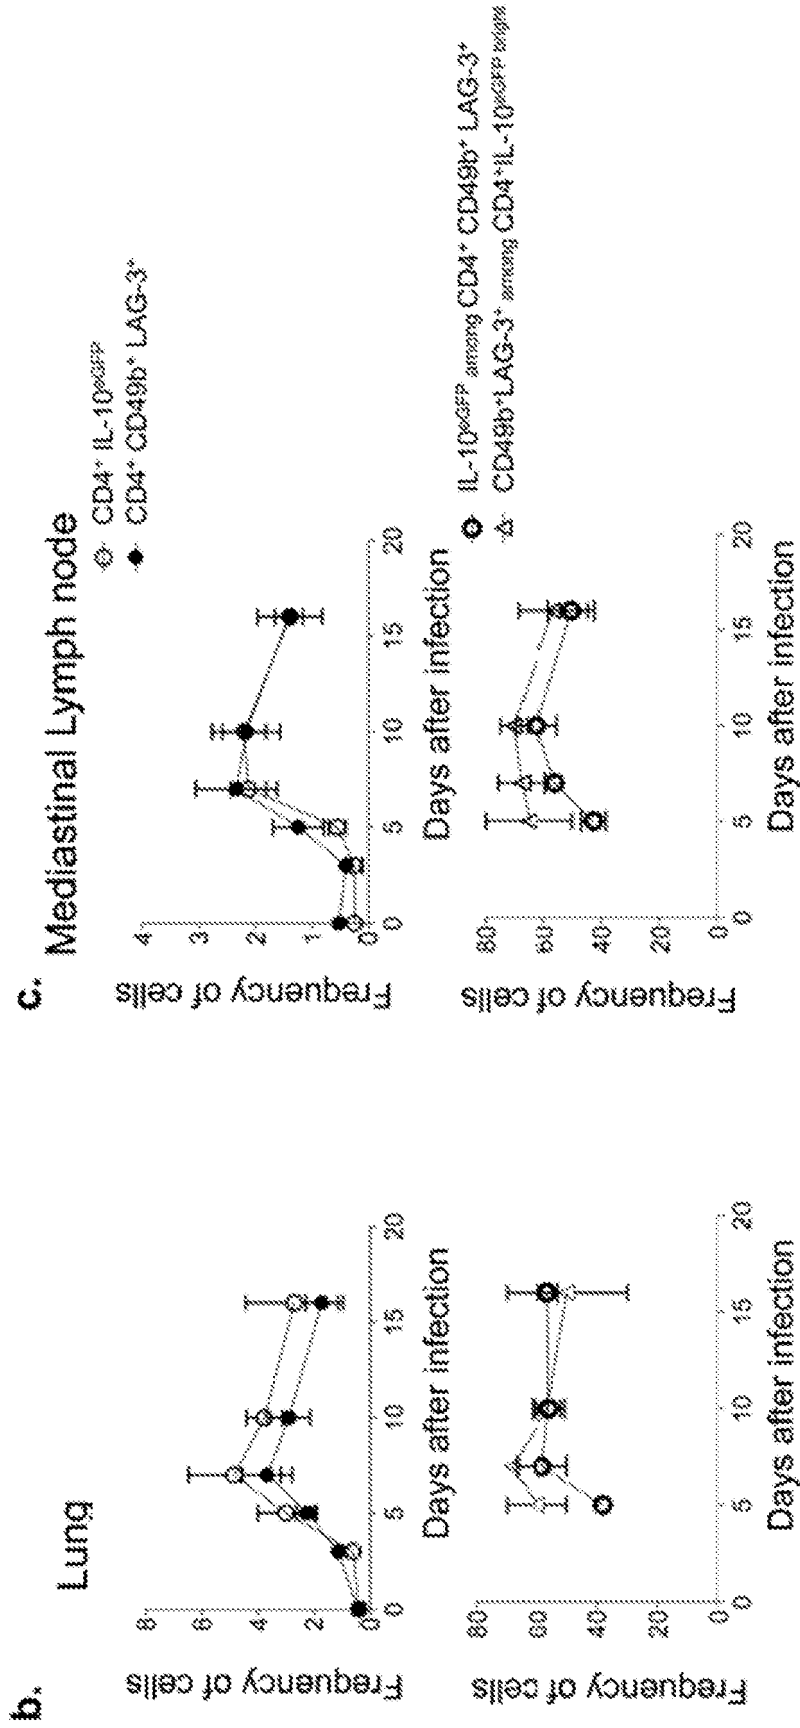 b.
Lung
Frequency of cells
8
6
4
2
0
0 5 10 15 20
Days after infection
Frequency of cells
80
60
40
20
0
0 5 10 15 20
Days after infection
c.
Mediastinal Lymph node
CD4⁺ IL-10ᵉᴳᶠᴾ
CD4⁺ CD49b⁺ LAG-3⁺
Frequency of cells
4
3
2
1
0
0 5 10 15 20
Days after infection
IL-10ᵉᴳᶠᴾ among CD4⁺ CD49b⁺ LAG-3⁺
CD49b⁺LAG-3⁺ among CD4⁺IL-10ᵉᴳᶠᴾ ᵇʳⁱᵍʰᵗ
Frequency of cells
80
60
40
20
0
0 5 10 15 20
Days after infection